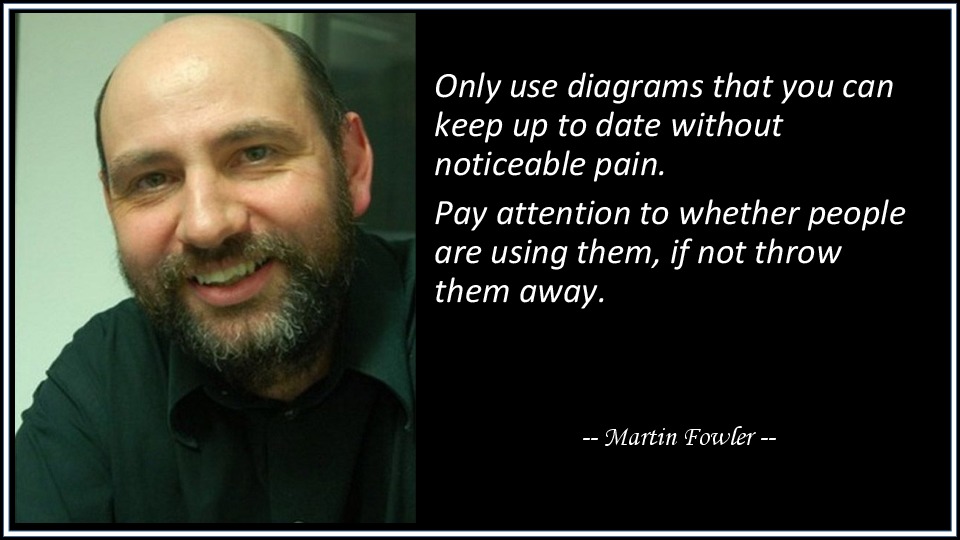 Only use diagrams that you can
keep up to date without
noticeable pain.
Pay attention to whether people
are using them, if not throw
them away.
-- Martin Fowler --